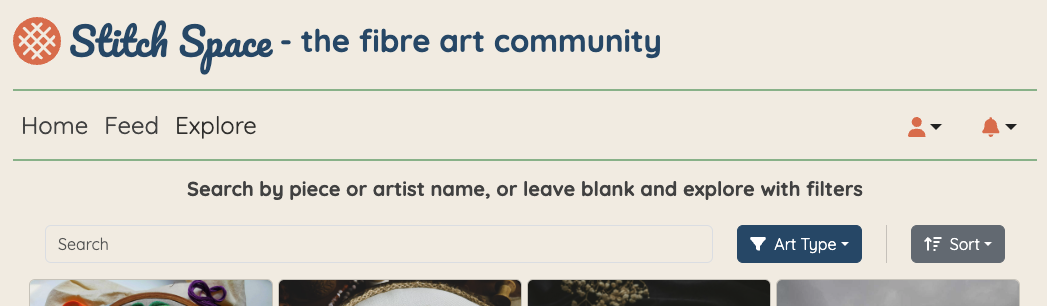 Stitch Space - the fibre art community
Home Feed Explore
Search by piece or artist name, or leave blank and explore with filters
Search Art Type Sort